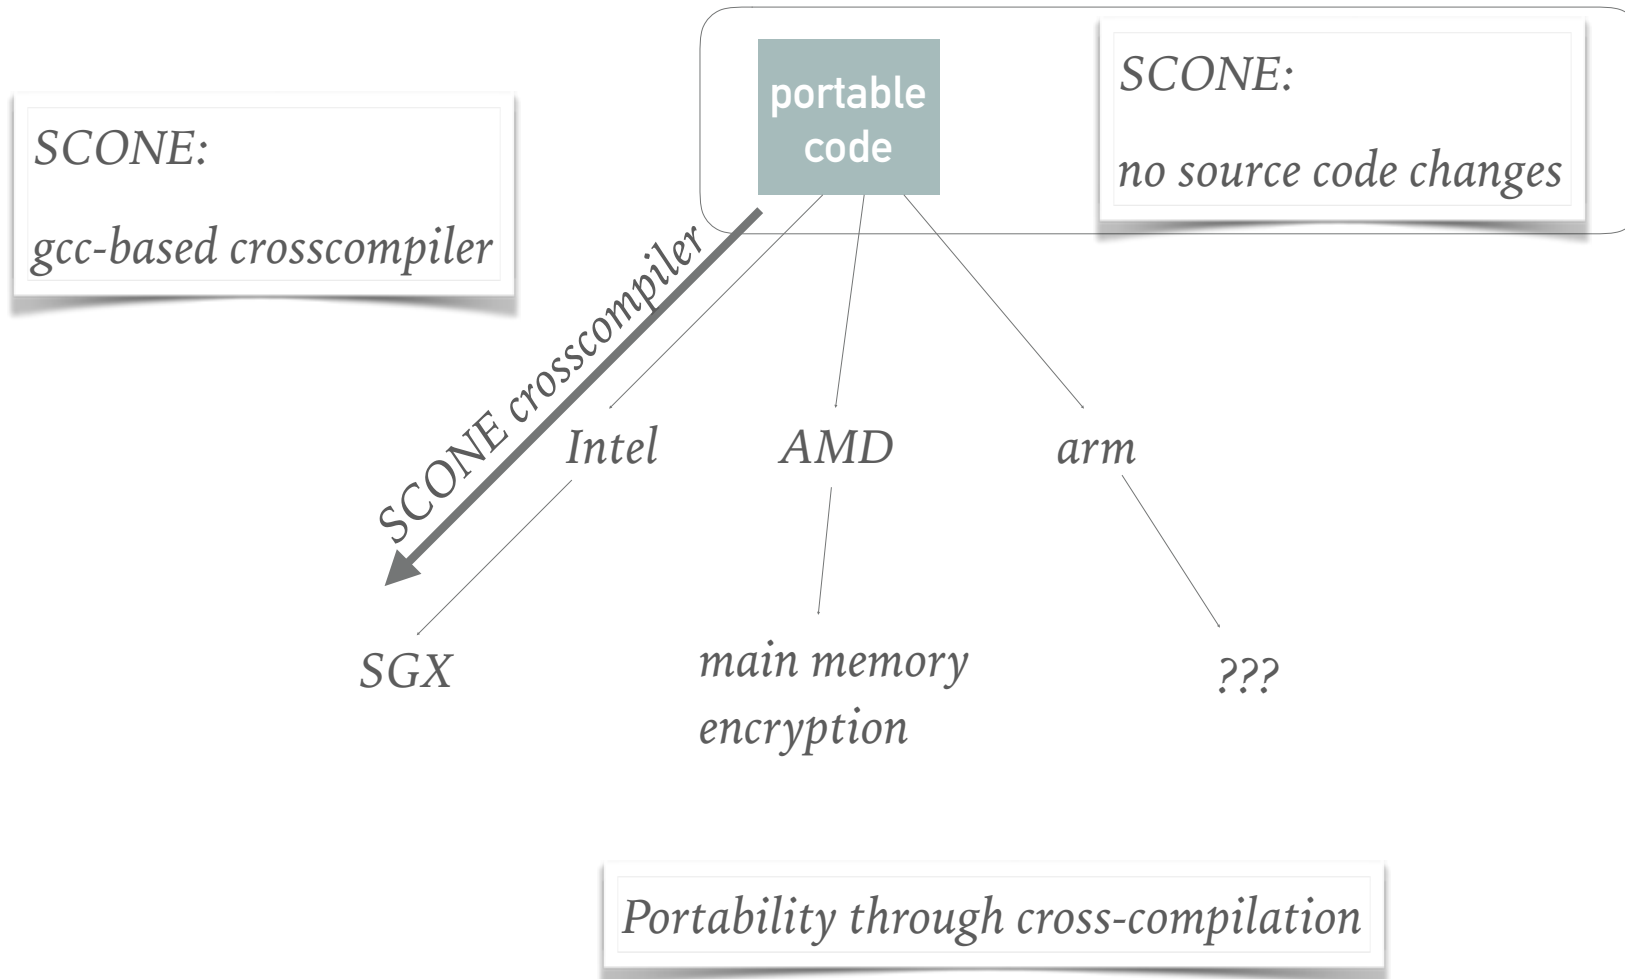 portable
code
SCONE:
no source code changes
SCONE:
gcc-based crosscompiler
SCONE crosscompiler
Intel
AMD
arm
SGX
main memory
encryption
???
Portability through cross-compilation